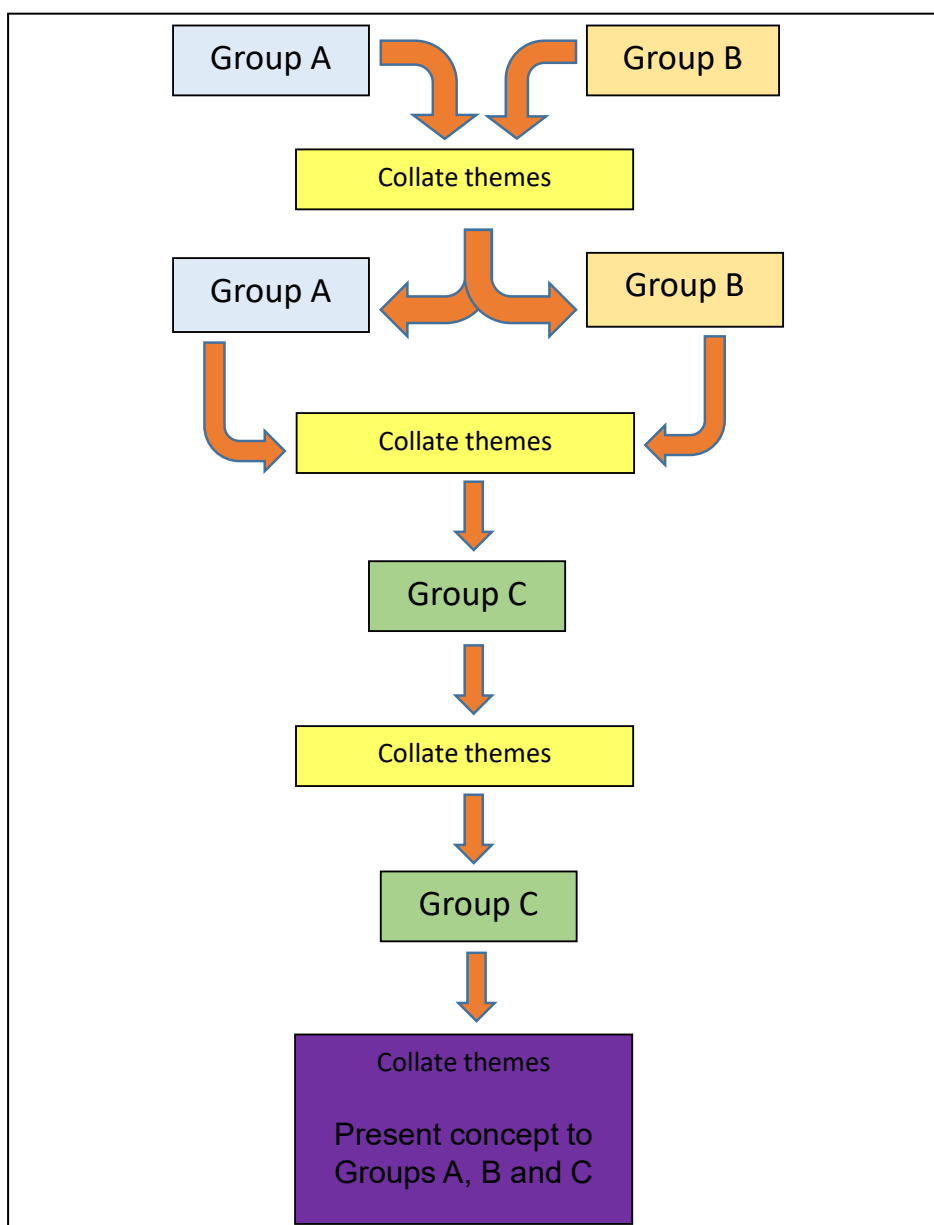 Group A
Group B
Collate themes
Group A
Group B
Collate themes
Group C
Collate themes
Group C
Collate themes
Present concept to
Groups A, B and C